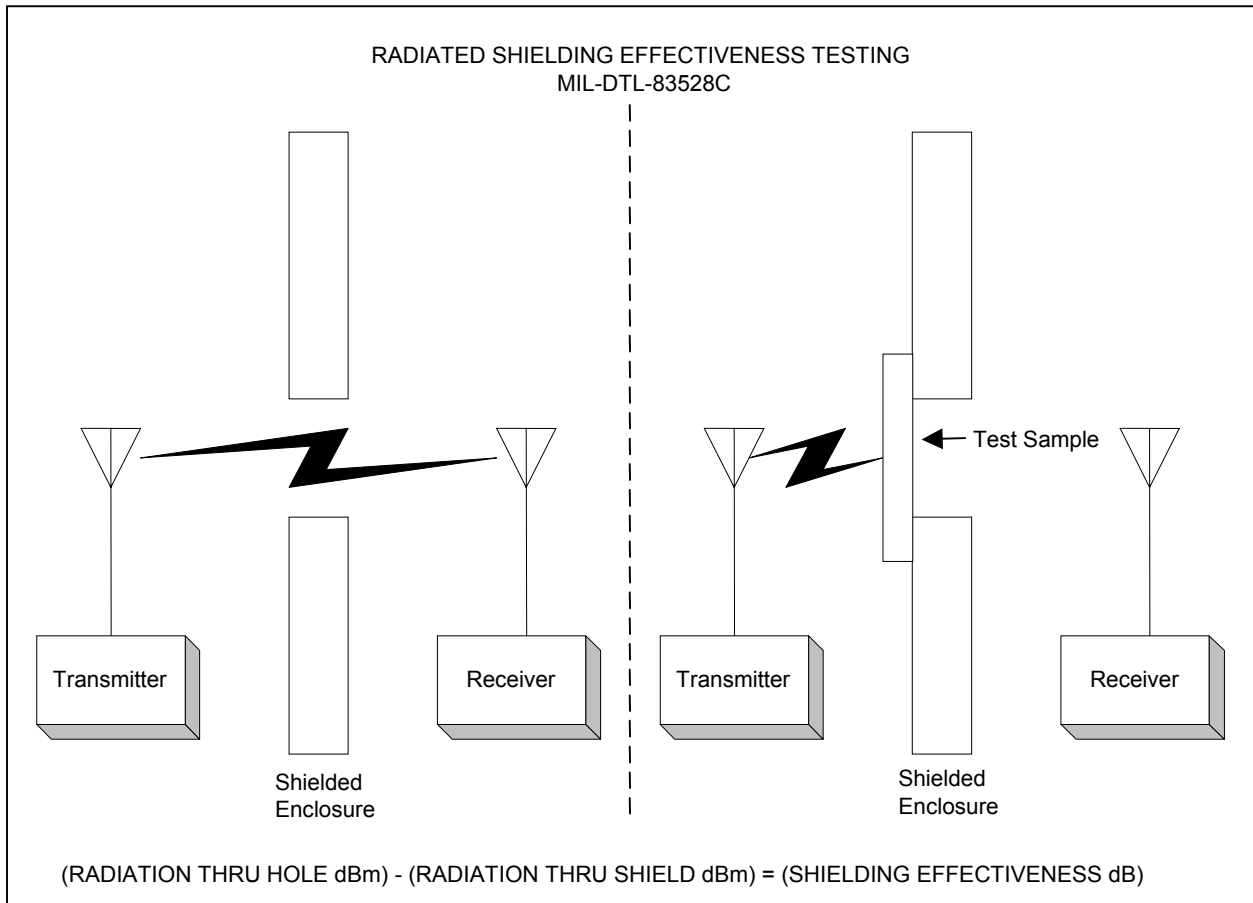 RADIATED SHIELDING EFFECTIVENESS TESTING
MIL-DTL-83528C
Test Sample
Transmitter
Receiver
Transmitter
Receiver
Shielded
Enclosure
Shielded
Enclosure
(RADIATION THRU HOLE dBm) - (RADIATION THRU SHIELD dBm) = (SHIELDING EFFECTIVENESS dB)